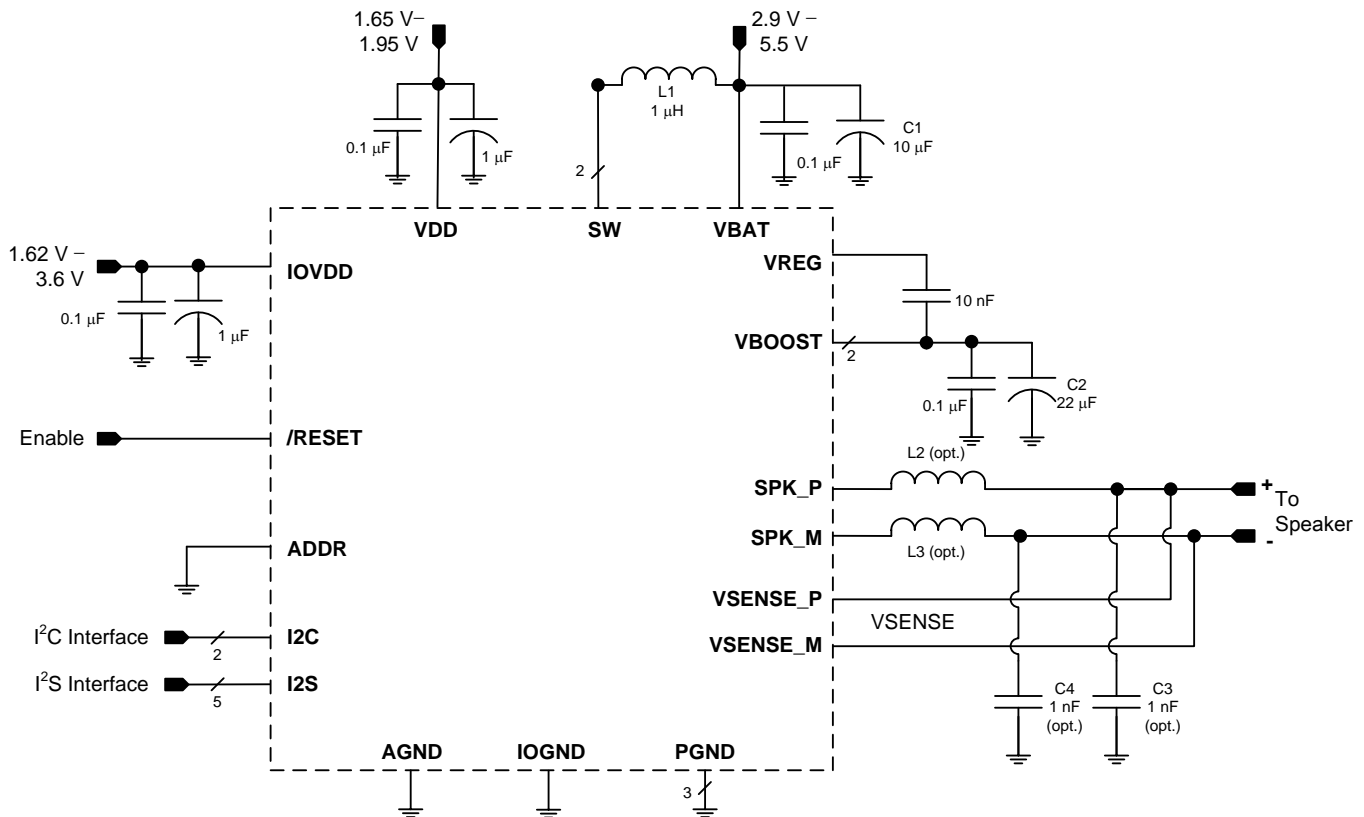 1.65 V–
1.95 V
2.9 V–
5.5 V
L1
1 μH
0.1 μF
1 μF
2
0.1 μF
C1
10 μF
VDD
SW
VBAT
1.62 V –
3.6 V
IOVDD
VREG
0.1 μF
1 μF
10 nF
VBOOST
2
0.1 μF
C2
22 μF
Enable
/RESET
L2 (opt.)
SPK_P
+
To
Speaker
-
SPK_M
L3 (opt.)
ADDR
VSENSE_P
VSENSE
VSENSE_M
I²C Interface
2
I2C
I²S Interface
5
I2S
C4
1 nF
(opt.)
C3
1 nF
(opt.)
AGND
IOGND
PGND
3